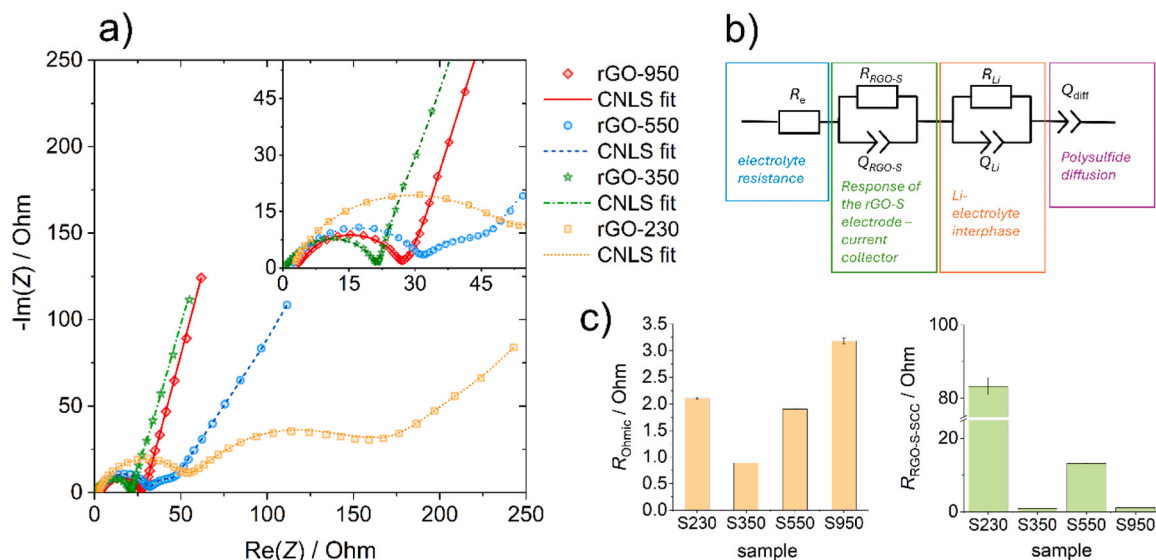 a)
250
200
150
100
50
0
0
50
100
150
200
250
-Im(Z) / Ohm
Re(Z) / Ohm
45
30
15
0
0
15
30
45
rGO-950
CNLS fit
rGO-550
CNLS fit
rGO-350
CNLS fit
rGO-230
CNLS fit
b)
Re
RRGO-S
QRGO-S
RLi
QLi
Qdiff
electrolyte
resistance
Response of
the rGO-S
electrode –
current
collector
Li-
electrolyte
interphase
Polysulfide
diffusion
c)
3.5
3.0
2.5
2.0
1.5
1.0
0.5
0.0
ROhmic / Ohm
S230 S350 S550 S950
sample
100
80
20
0
RRGO-S-SCC / Ohm
S230 S350 S550 S950
sample